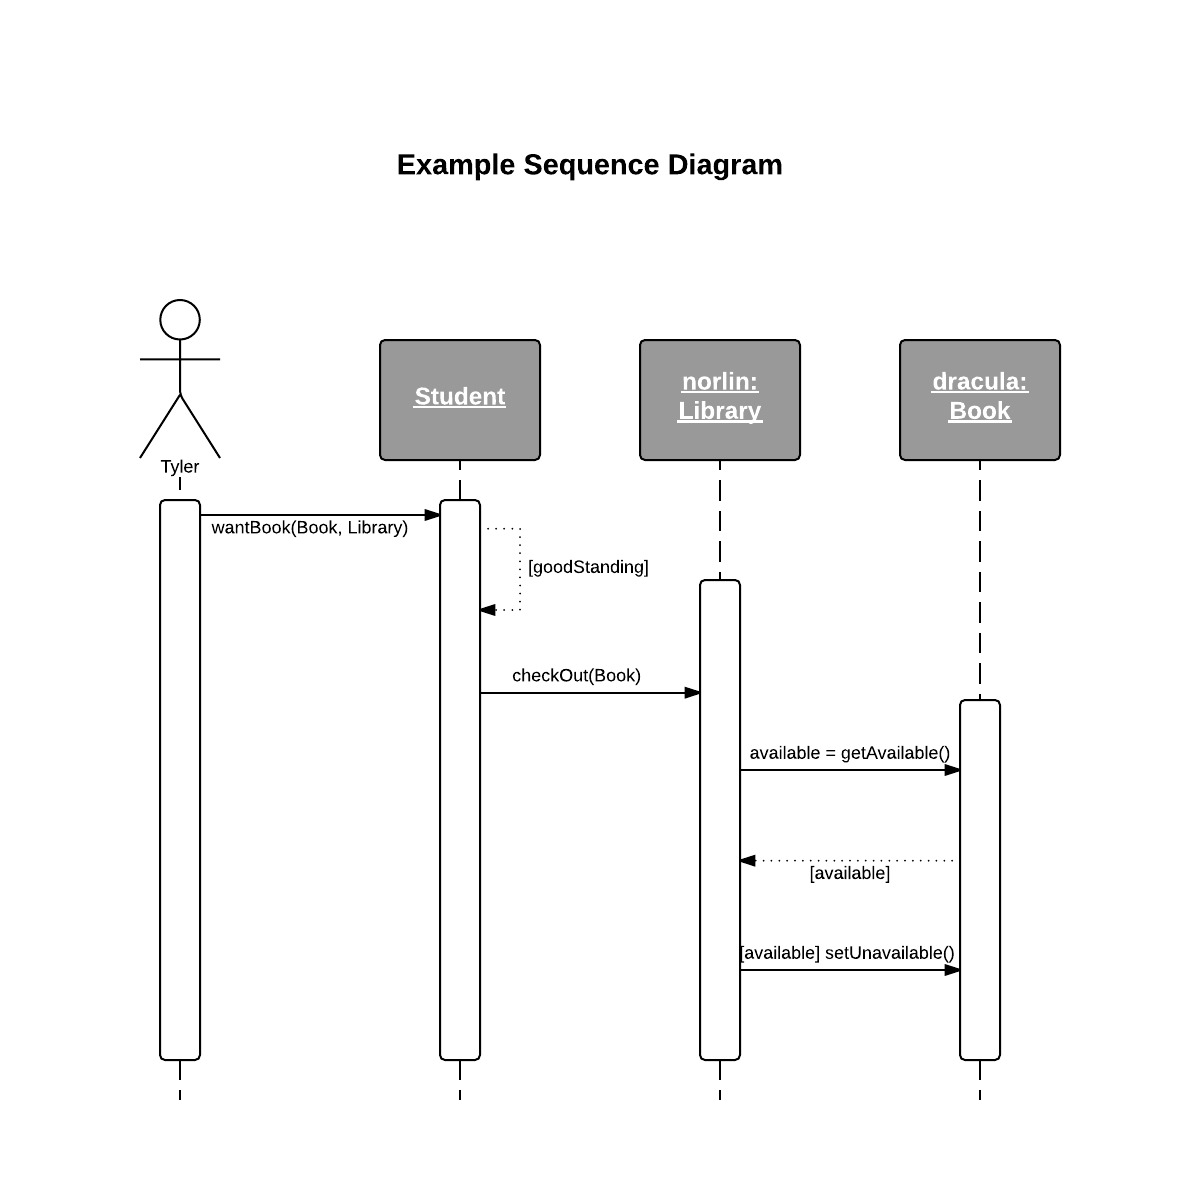 Example Sequence Diagram
Tyler
Student
norlin:
Library
dracula:
Book
wantBook(Book, Library)
[goodStanding]
checkOut(Book)
available = getAvailable()
[available]
[available] setUnavailable()